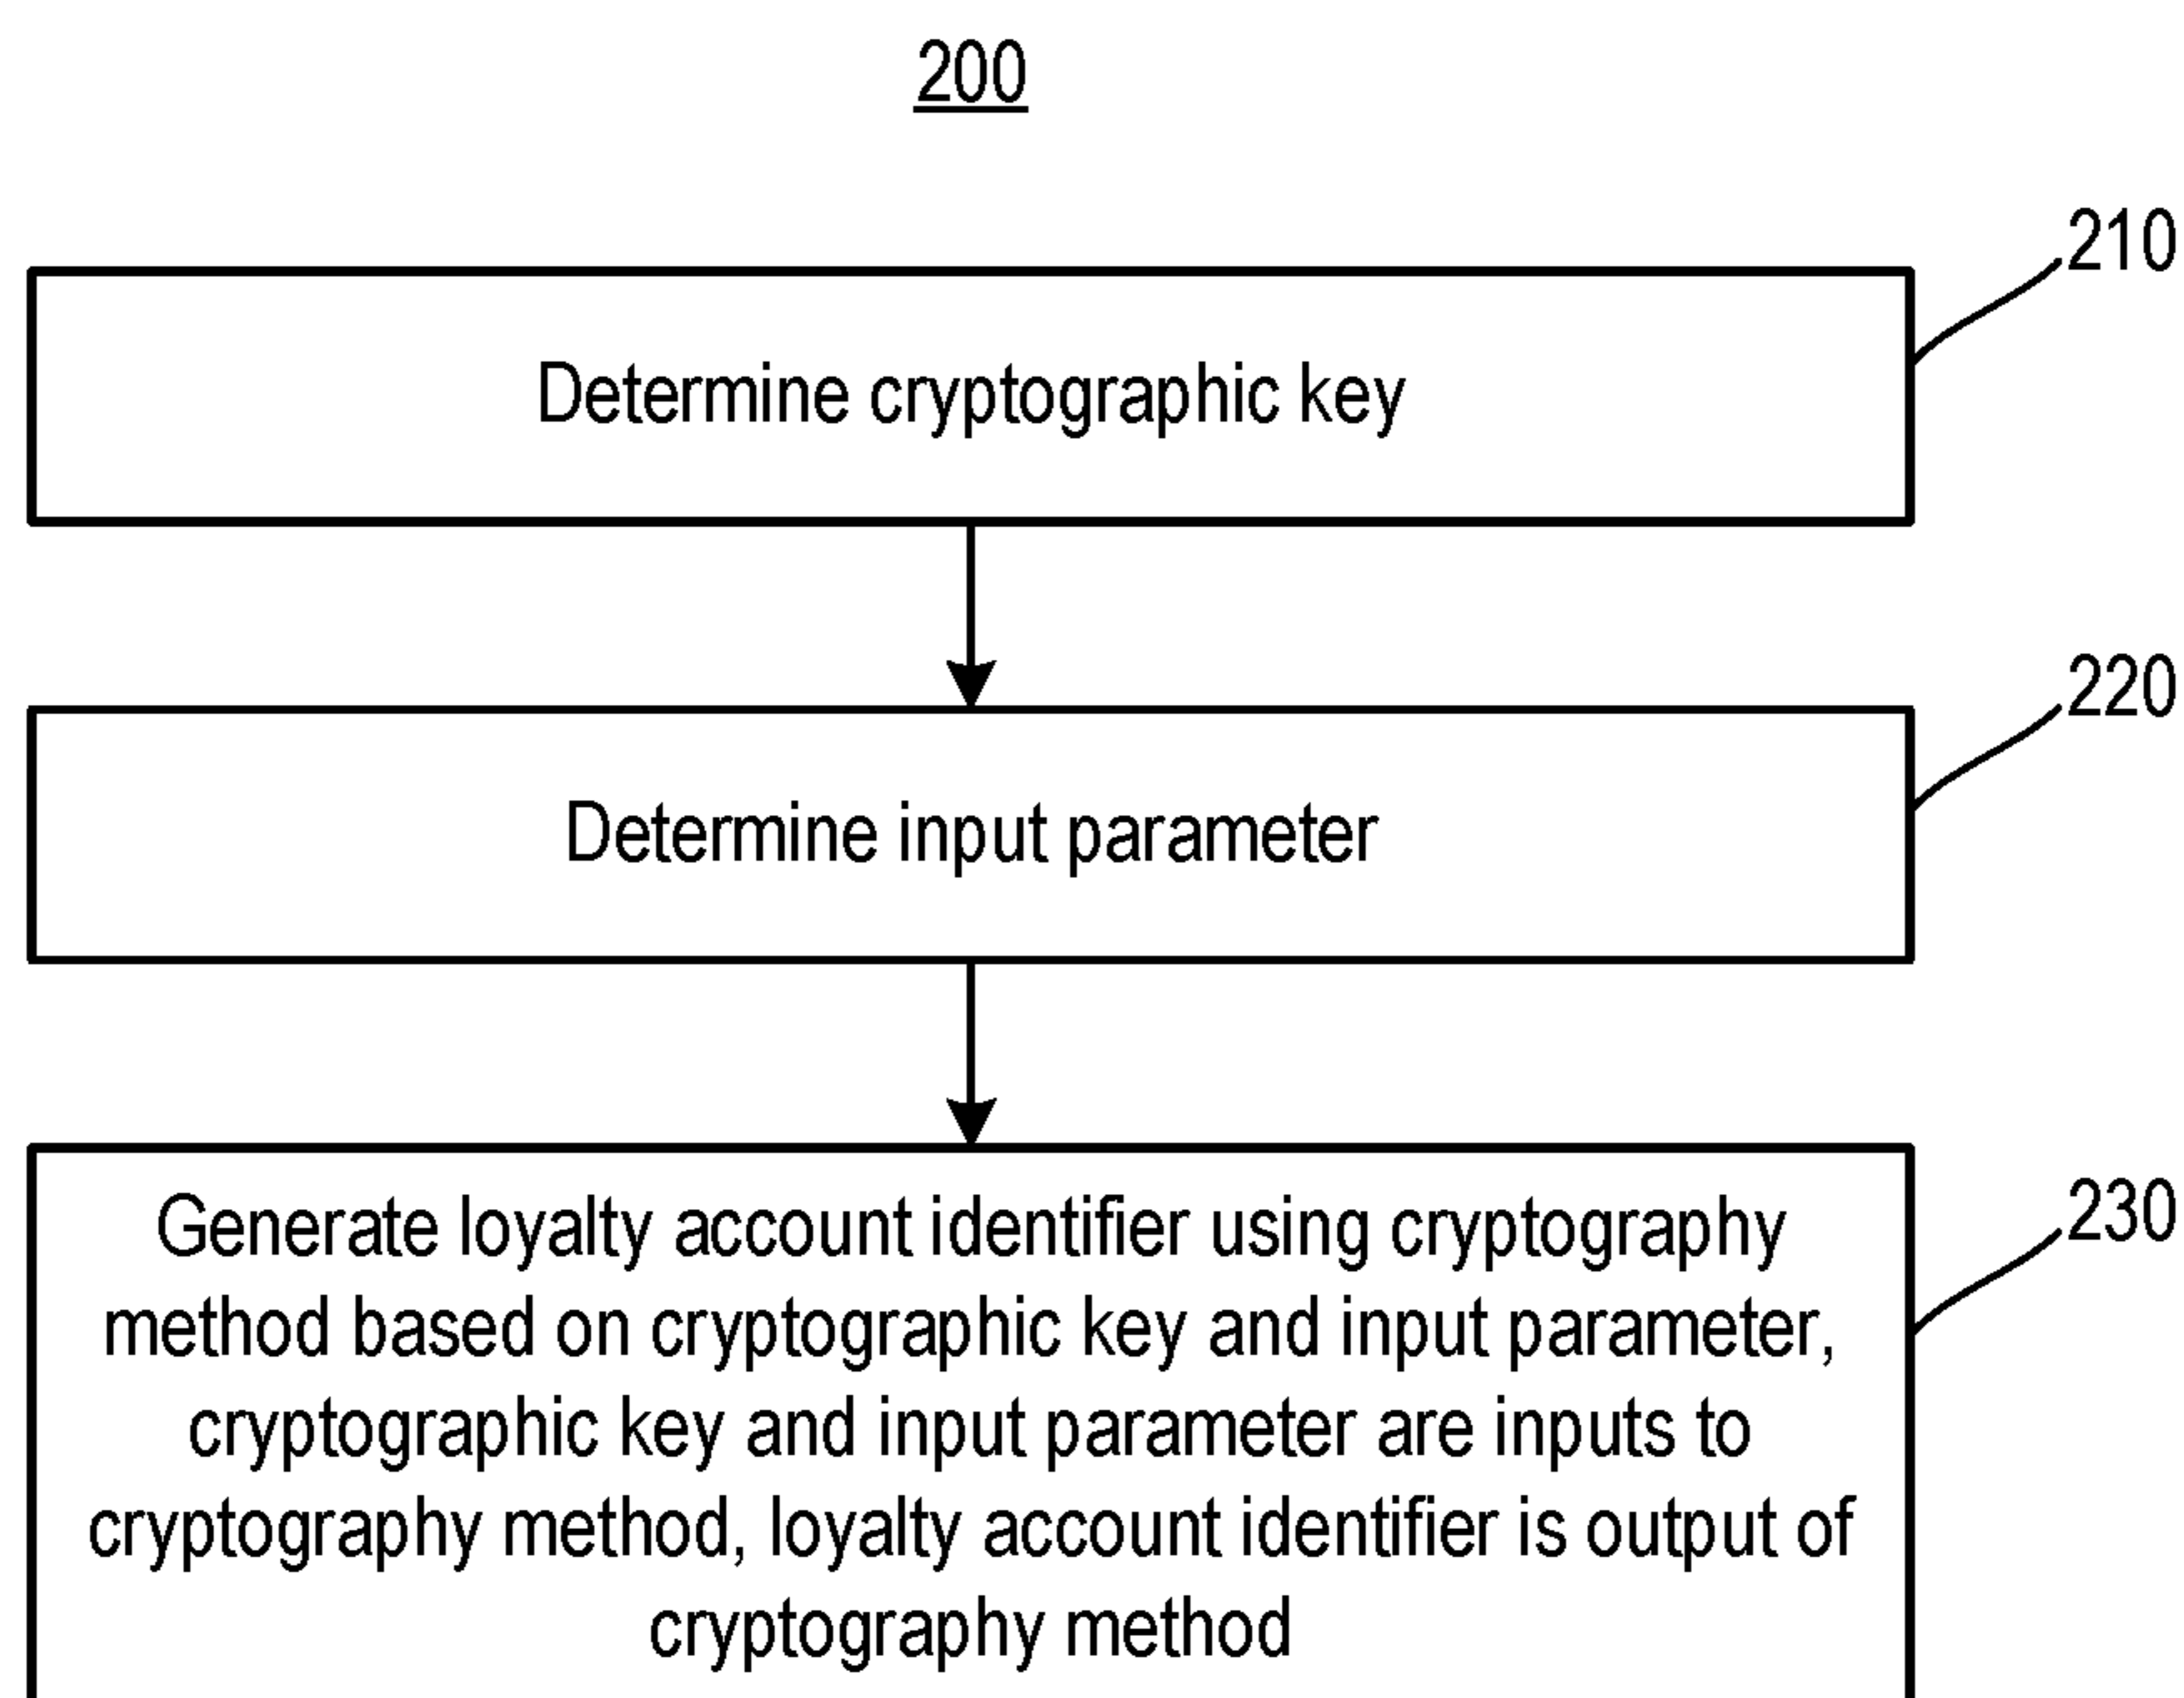 200
210
Determine cryptographic key
220
Determine input parameter
230
Generate loyalty account identifier using cryptography
method based on cryptographic key and input parameter,
cryptographic key and input parameter are inputs to
cryptography method, loyalty account identifier is output of
cryptography method